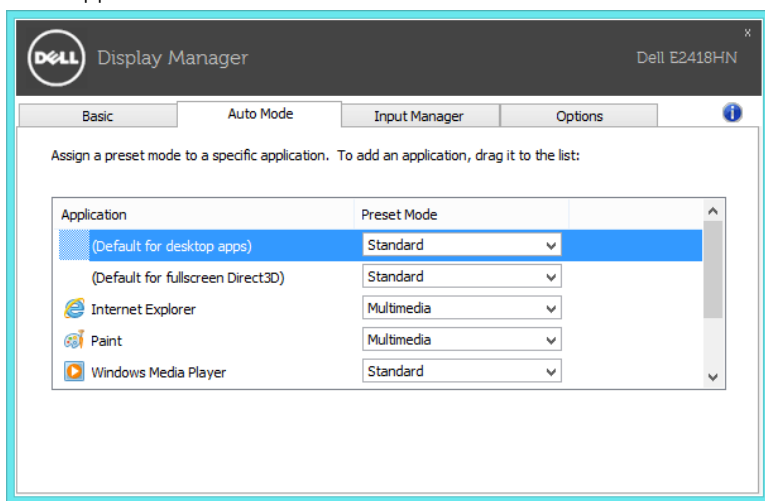 DELL Display Manager
x
Dell E2418HN
Basic Auto Mode Input Manager Options
Assign a preset mode to a specific application. To add an application, drag it to the list:
Application Preset Mode
(Default for desktop apps) Standard
(Default for fullscreen Direct3D) Standard
Internet Explorer Multimedia
Paint Multimedia
Windows Media Player Standard